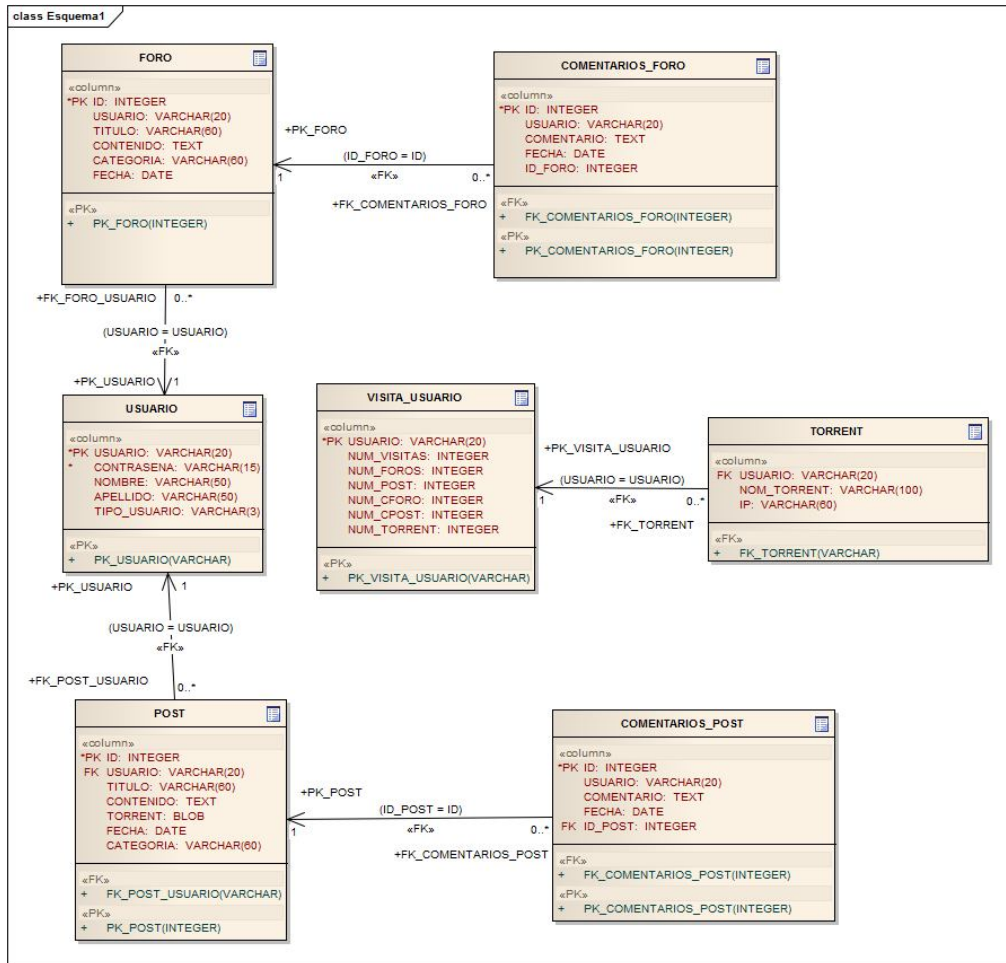 class Esquema1
FORO
«column»
*PK ID: INTEGER
USUARIO: VARCHAR(20)
TITULO: VARCHAR(60)
CONTENIDO: TEXT
CATEGORIA: VARCHAR(60)
FECHA: DATE
«PK»
+ PK_FORO(INTEGER)
COMENTARIOS_FORO
«column»
*PK ID: INTEGER
USUARIO: VARCHAR(20)
COMENTARIO: TEXT
FECHA: DATE
ID_FORO: INTEGER
«FK»
+ FK_COMENTARIOS_FORO(INTEGER)
«PK»
+ PK_COMENTARIOS_FORO(INTEGER)
+PK_FORO
(ID_FORO = ID)
1
«FK»
0..*
+FK_COMENTARIOS_FORO
+FK_FORO_USUARIO
0..*
(USUARIO = USUARIO)
«FK»
+PK_USUARIO
1
USUARIO
«column»
*PK USUARIO: VARCHAR(20)
* CONTRASENA: VARCHAR(15)
NOMBRE: VARCHAR(50)
APELLIDO: VARCHAR(50)
TIPO_USUARIO: VARCHAR(3)
«PK»
+ PK_USUARIO(VARCHAR)
VISITA_USUARIO
«column»
*PK USUARIO: VARCHAR(20)
NUM_VISITAS: INTEGER
NUM_FOROS: INTEGER
NUM_POST: INTEGER
NUM_CFORO: INTEGER
NUM_CPOST: INTEGER
NUM_TORRENT: INTEGER
«PK»
+ PK_VISITA_USUARIO(VARCHAR)
+PK_VISITA_USUARIO
(USUARIO = USUARIO)
1
«FK»
0..*
+FK_TORRENT
TORRENT
«column»
FK USUARIO: VARCHAR(20)
NOM_TORRENT: VARCHAR(100)
IP: VARCHAR(60)
«FK»
+ FK_TORRENT(VARCHAR)
+PK_USUARIO
1
(USUARIO = USUARIO)
«FK»
+FK_POST_USUARIO
0..*
POST
«column»
*PK ID: INTEGER
FK USUARIO: VARCHAR(20)
TITULO: VARCHAR(60)
CONTENIDO: TEXT
TORRENT: BLOB
FECHA: DATE
CATEGORIA: VARCHAR(60)
«FK»
+ FK_POST_USUARIO(VARCHAR)
«PK»
+ PK_POST(INTEGER)
+PK_POST
(ID_POST = ID)
1
«FK»
0..*
+FK_COMENTARIOS_POST
COMENTARIOS_POST
«column»
*PK ID: INTEGER
USUARIO: VARCHAR(20)
COMENTARIO: TEXT
FECHA: DATE
FK ID_POST: INTEGER
«FK»
+ FK_COMENTARIOS_POST(INTEGER)
«PK»
+ PK_COMENTARIOS_POST(INTEGER)